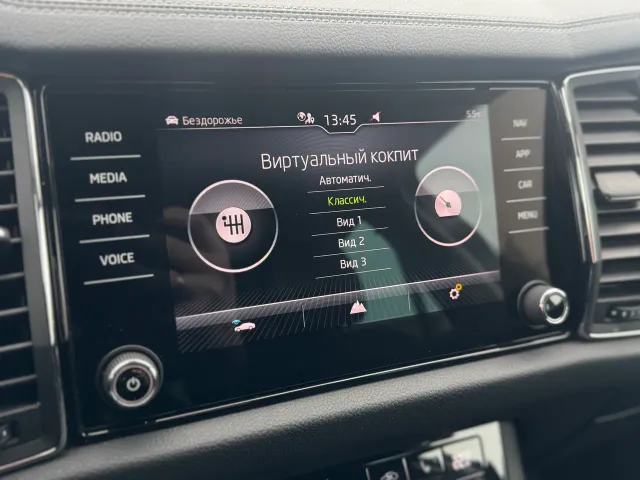 RADIO
MEDIA
PHONE
VOICE
Бездорожье
13:45
Виртуальный кокпит
Автоматич.
Классич.
Вид 1
Вид 2
Вид 3
NAV
APP
CAR
MENU